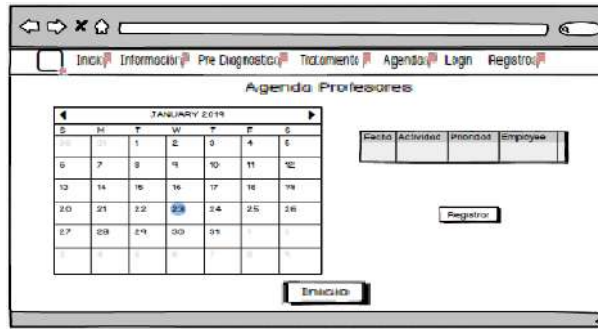 Inicio Información Pre Diagnostico Tratamiento Agenda Login Registro
Agenda Profesores
JANUARY 2019
S M T W T F S
30 31 1 2 3 4 5
6 7 8 9 10 11 12
13 14 15 16 17 18 19
20 21 22 23 24 25 26
27 28 29 30 31
Fecha Actividad Prioridad Employee
Registrar
Inicio